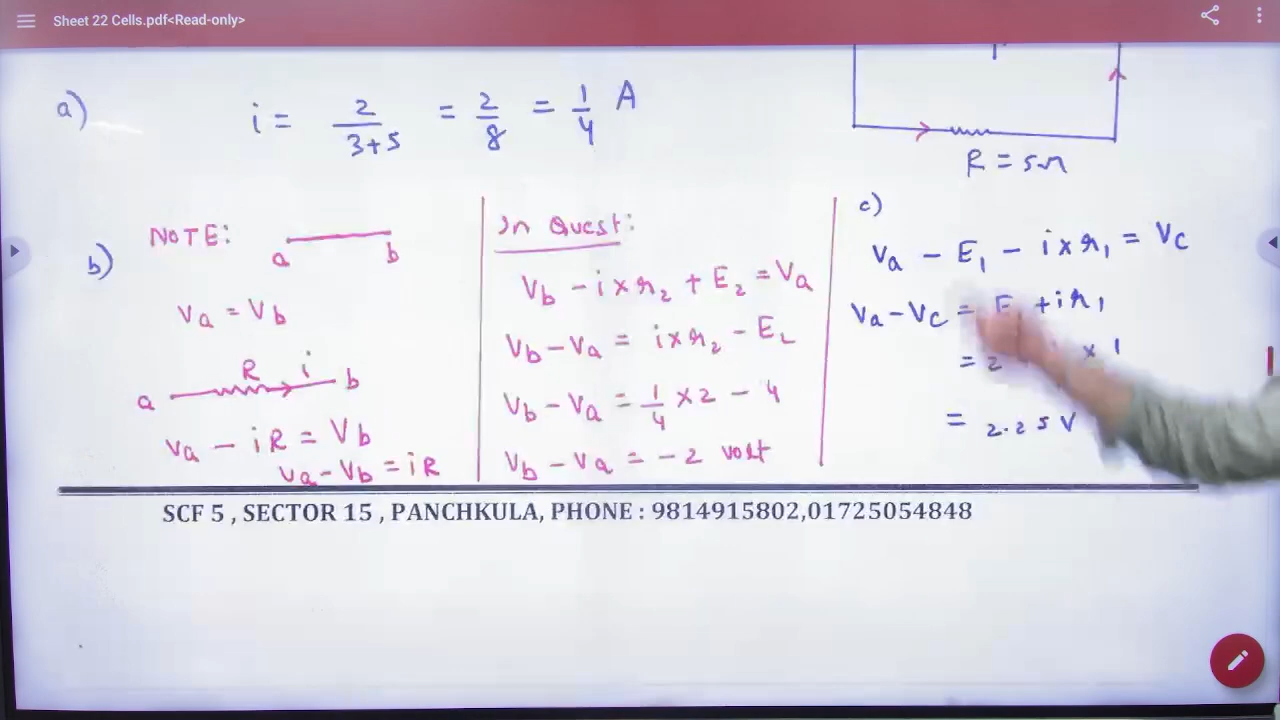 Sheet 22 Cells.pdf<Read-only>
a) i = 2/(3+5) = 2/8 = 1/4 A
R = 5Ω
b) NOTE: a b
Va = Vb
a R i b
Va - iR = Vb
Va - Vb = iR
In Quest:
Vb - i×r2 + E2 = Va
Vb - Va = i×r2 - E2
Vb - Va = 1/4 × 2 - 4
Vb - Va = -2 volt
c)
Va - E1 - i×r1 = Vc
Va - Vc = E + ir1
= 2 × 1
= 2.25 V
SCF 5 , SECTOR 15 , PANCHKULA, PHONE : 9814915802,01725054848